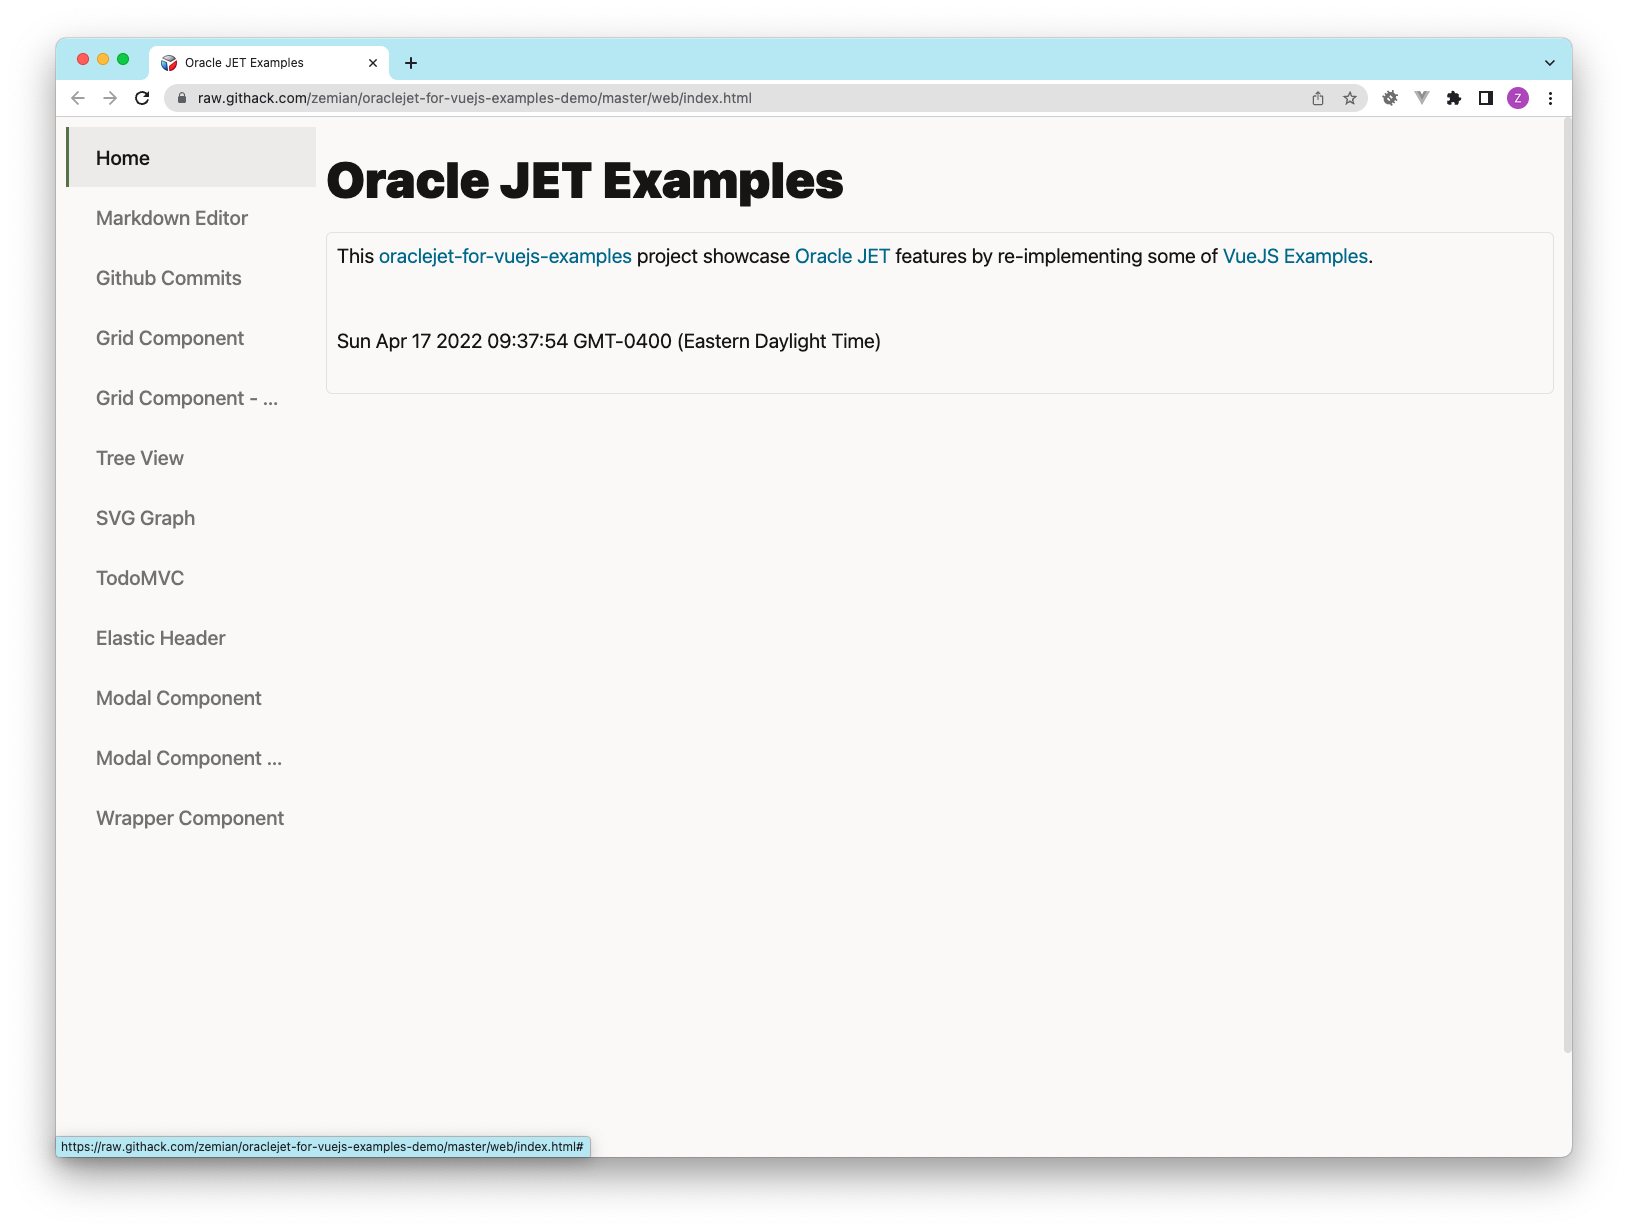 Oracle JET Examples
raw.githack.com/zemian/oraclejet-for-vuejs-examples-demo/master/web/index.html
Z
Home
Markdown Editor
Github Commits
Grid Component
Grid Component - ...
Tree View
SVG Graph
TodoMVC
Elastic Header
Modal Component
Modal Component ...
Wrapper Component
Oracle JET Examples
This oraclejet-for-vuejs-examples project showcase Oracle JET features by re-implementing some of VueJS Examples.
Sun Apr 17 2022 09:37:54 GMT-0400 (Eastern Daylight Time)
https://raw.githack.com/zemian/oraclejet-for-vuejs-examples-demo/master/web/index.html#